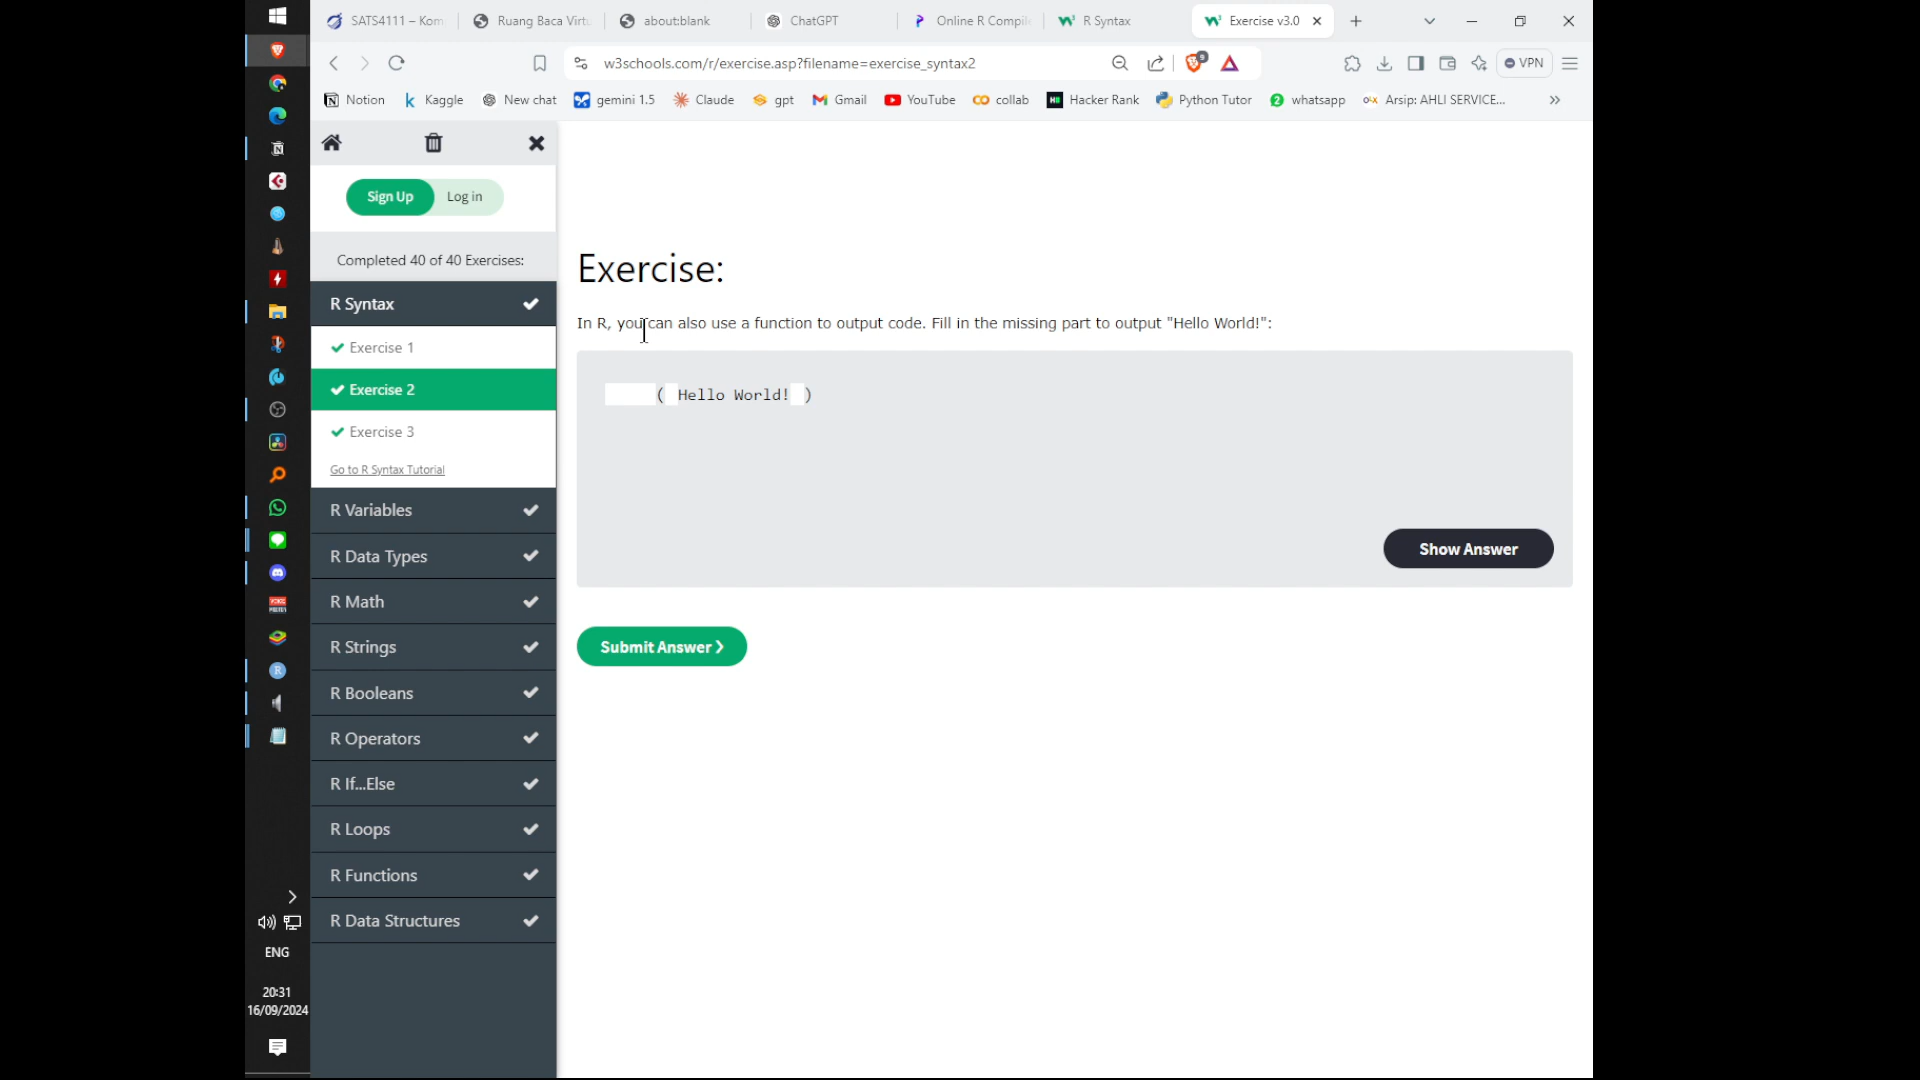 SATS4111 – Kom
Ruang Baca Virtu
about:blank
ChatGPT
Online R Compile
R Syntax
Exercise v3.0
w3schools.com/r/exercise.asp?filename=exercise_syntax2
9
VPN
Notion
Kaggle
New chat
gemini 1.5
Claude
gpt
Gmail
YouTube
colab
Hacker Rank
Python Tutor
2
whatsapp
Arsip: AHLI SERVICE...
Sign Up
Log in
Completed 40 of 40 Exercises:
R Syntax
Exercise 1
Exercise 2
Exercise 3
Go to R Syntax Tutorial
R Variables
R Data Types
R Math
R Strings
R Booleans
R Operators
R If...Else
R Loops
R Functions
R Data Structures
Exercise:
In R, you can also use a function to output code. Fill in the missing part to output "Hello World!":
( Hello World! )
Show Answer
Submit Answer ❯
ENG
20:31
16/09/2024